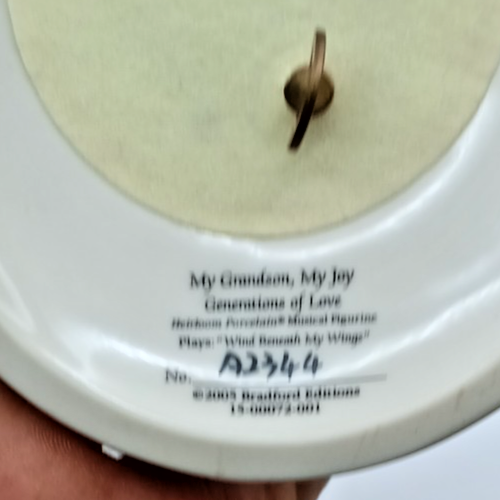 My Grandson, My Joy
Generations of Love
Heirloom Porcelain® Musical Figurine
Plays: "Wind Beneath My Wings"
No. A2344
©2005 Bradford Editions
15-00072-001